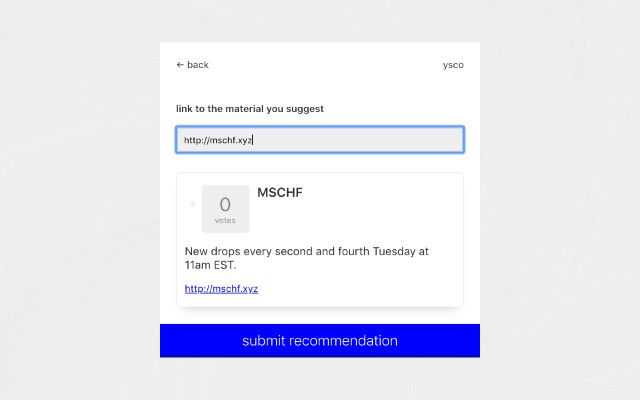 ← back
ysco
link to the material you suggest
http://mschf.xyz
0
votes
MSCHF
New drops every second and fourth Tuesday at
11am EST.
http://mschf.xyz
submit recommendation